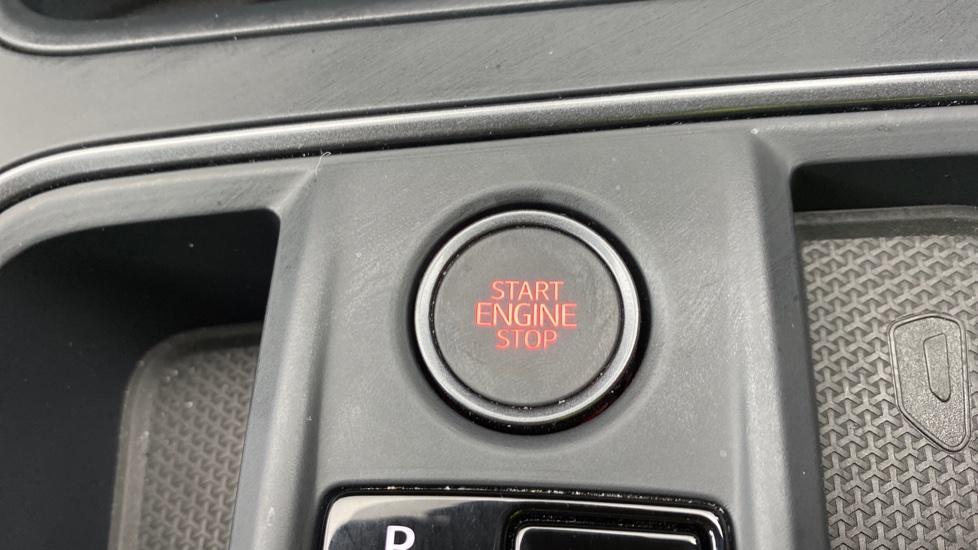 START
ENGINE
STOP
P